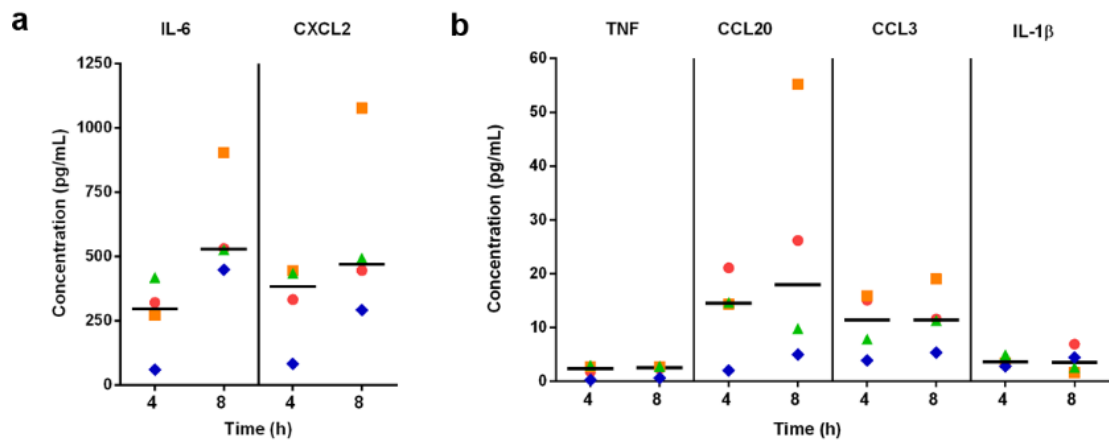 a
IL-6 CXCL2
Concentration (pg/mL)
1250
1000
750
500
250
0
4 8 4 8
Time (h)
b
TNF CCL20 CCL3 IL-1β
Concentration (pg/mL)
60
50
40
30
20
10
0
4 8 4 8 4 8 4 8
Time (h)